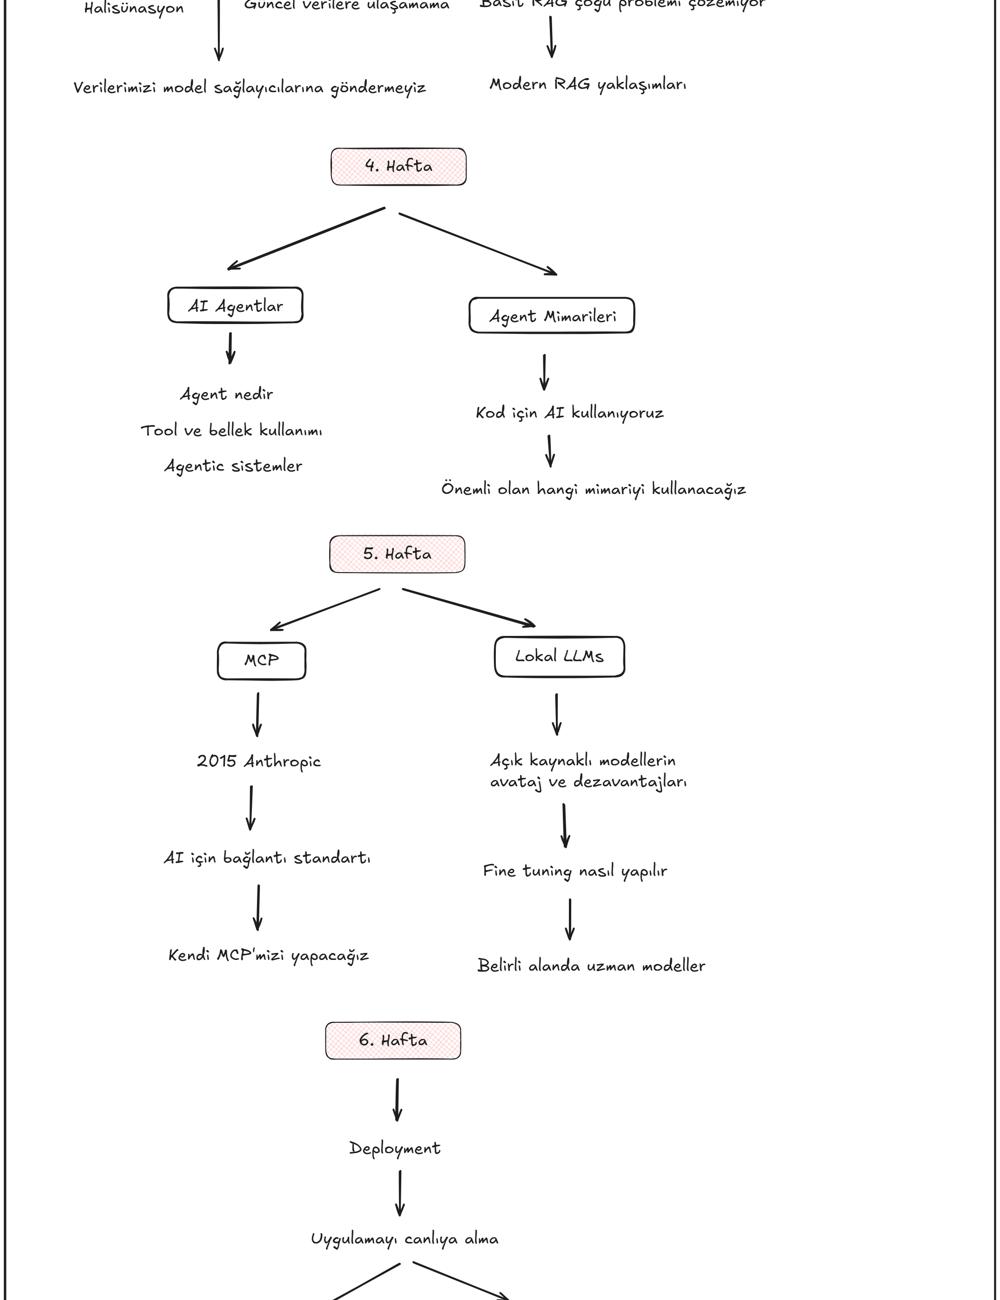 Halisünasyon
Güncel verilere ulaşamama
Basit RAG çoğu problemi çözemiyor
Verilerimizi model sağlayıcılarına göndermeyiz
Modern RAG yaklaşımları
4. Hafta
AI Agentlar
Agent Mimarileri
Agent nedir
Tool ve bellek kullanımı
Agentic sistemler
Kod için AI kullanıyoruz
Önemli olan hangi mimariyi kullanacağız
5. Hafta
MCP
Lokal LLMs
2015 Anthropic
AI için bağlantı standartı
Kendi MCP'mizi yapacağız
Açık kaynaklı modellerin
avataj ve dezavantajları
Fine tuning nasıl yapılır
Belirli alanda uzman modeller
6. Hafta
Deployment
Uygulamayı canlıya alma